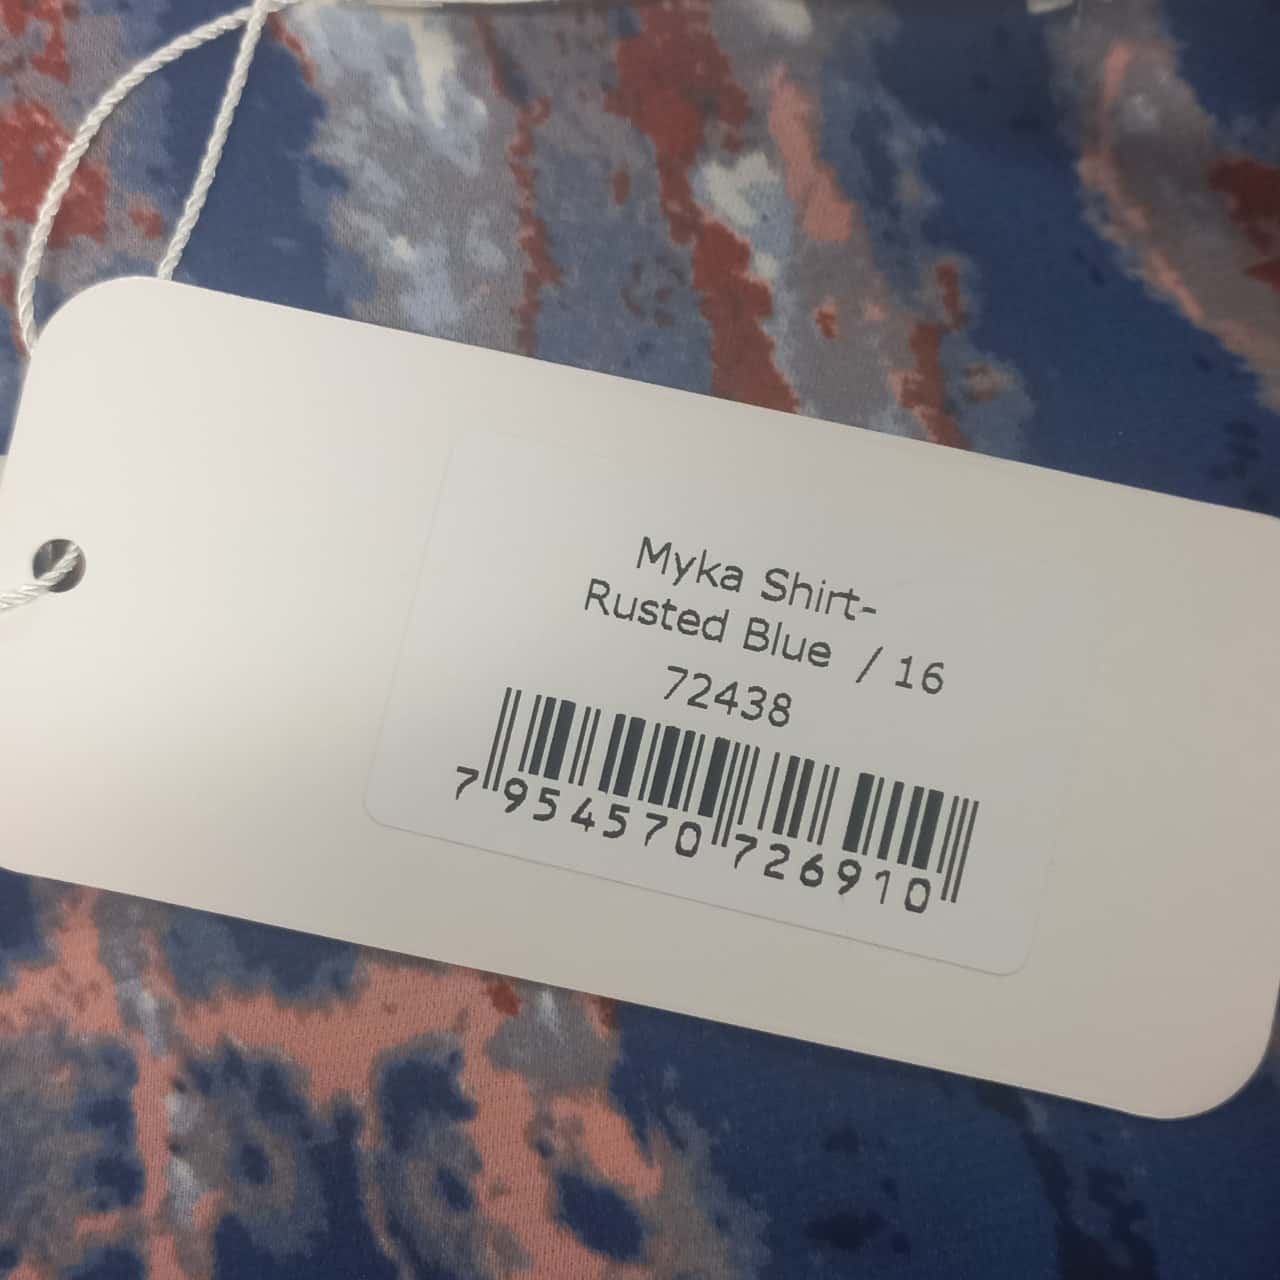 Myka Shirt-
Rusted Blue / 16
72438
7 954570 726910